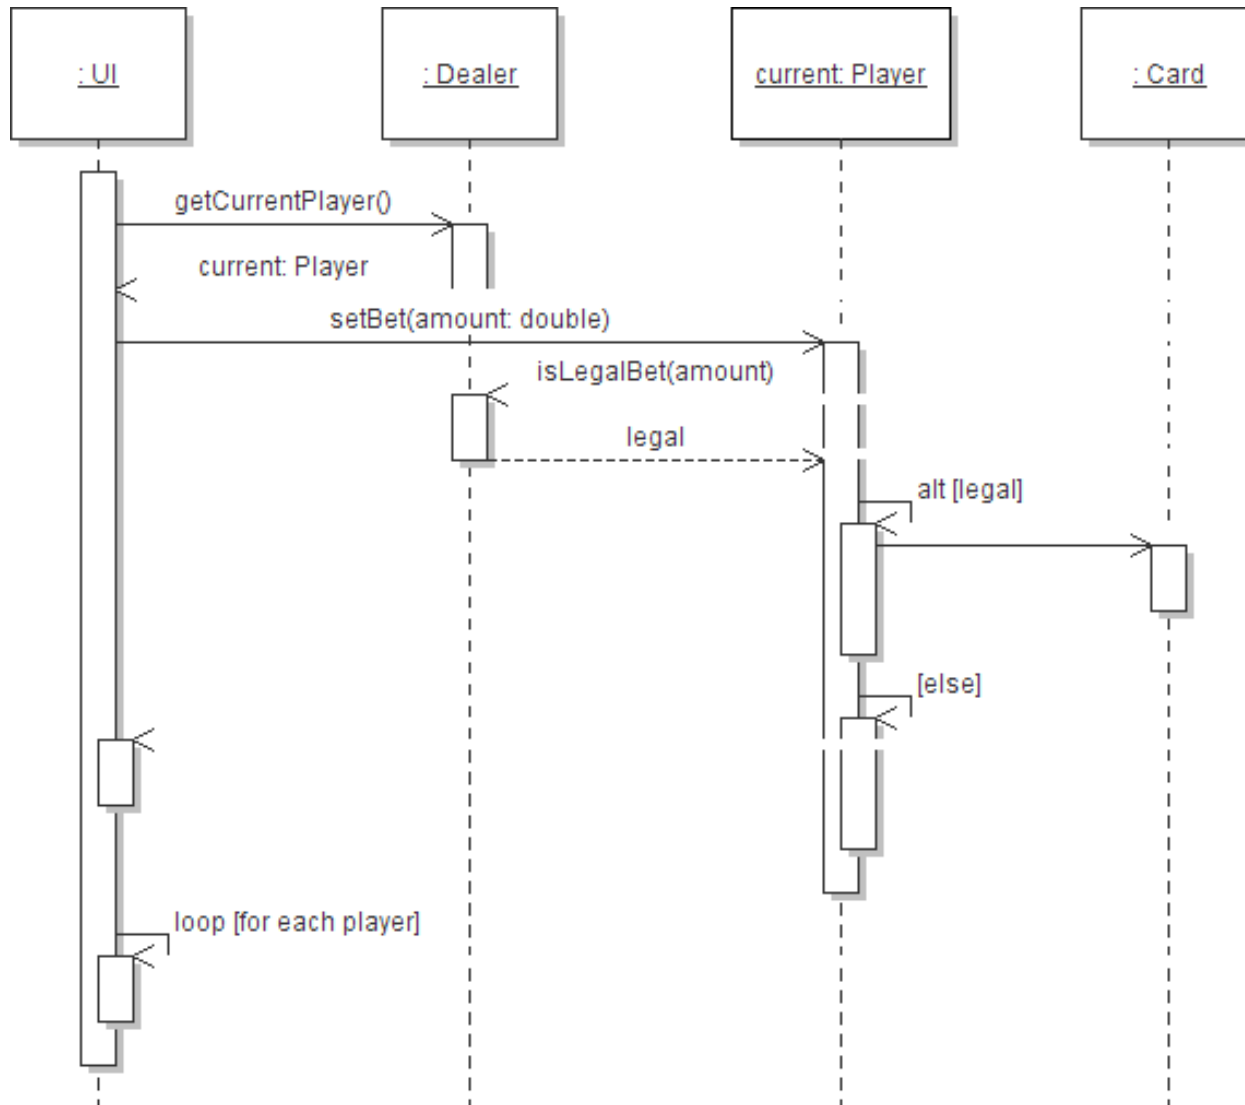 : UI
: Dealer
current: Player
: Card
getCurrentPlayer()
current: Player
setBet(amount: double)
isLegalBet(amount)
legal
alt [legal]
[else]
loop [for each player]